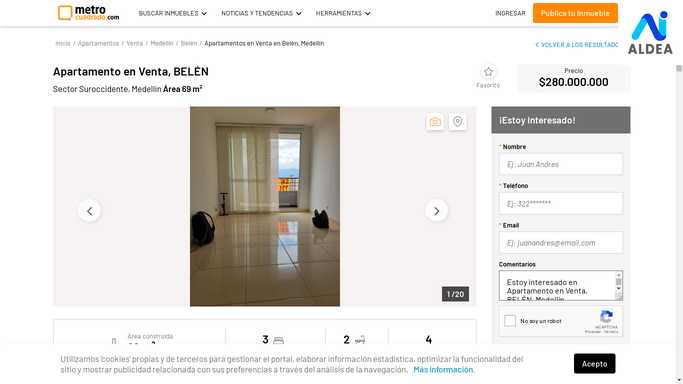 metro
cuadrado.com
BUSCAR INMUEBLES
NOTICIAS Y TENDENCIAS
HERRAMIENTAS
INGRESAR
Publica tu Inmueble
AI
ALDEA
Inicio / Apartamentos / Venta / Medellín / Belén / Apartamentos en Venta en Belén, Medellín
VOLVER A LOS RESULTADO
Apartamento en Venta, BELÉN
Sector Suroccidente, Medellín Área 69 m²
Favorito
Precio
$280.000.000
1 / 20
¡Estoy Interesado!
* Nombre
Ej: Juan Andres
* Teléfono
Ej: 322*******
* Email
Ej: juanandres@email.com
Comentarios
Estoy interesado en
Apartamento en Venta,
BELÉN, Medellín
No soy un robot
reCAPTCHA
Privacidad - Términos
Área construida
3
2
4
Utilizamos 'cookies' propias y de terceros para gestionar el portal, elaborar información estadística, optimizar la funcionalidad del
sitio y mostrar publicidad relacionada con sus preferencias a través del análisis de la navegación. Más información.
Acepto